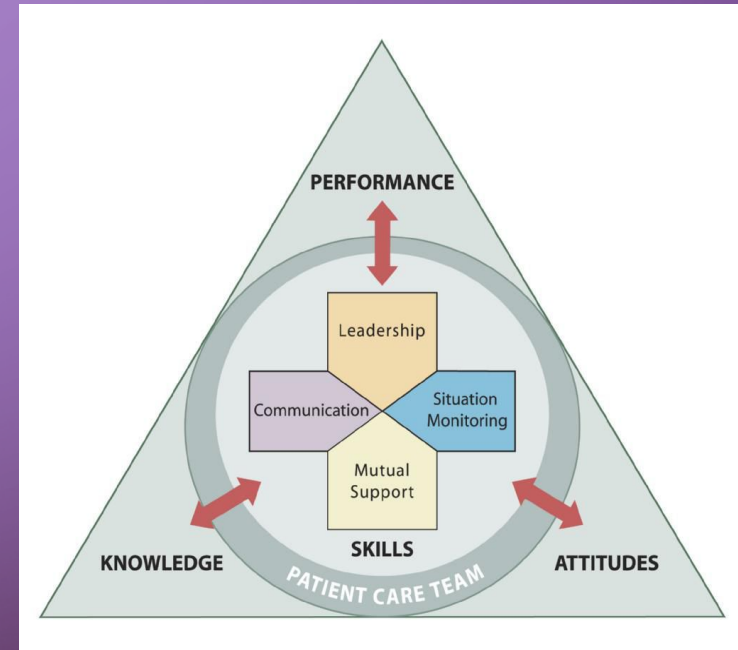 PERFORMANCE
Leadership
Communication
Situation
Monitoring
Mutual
Support
SKILLS
KNOWLEDGE
ATTITUDES
PATIENT CARE TEAM